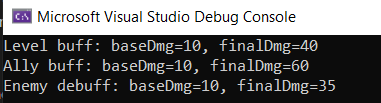 Microsoft Visual Studio Debug Console
Level buff: baseDmg=10, finalDmg=40
Ally buff: baseDmg=10, finalDmg=60
Enemy debuff: baseDmg=10, finalDmg=35